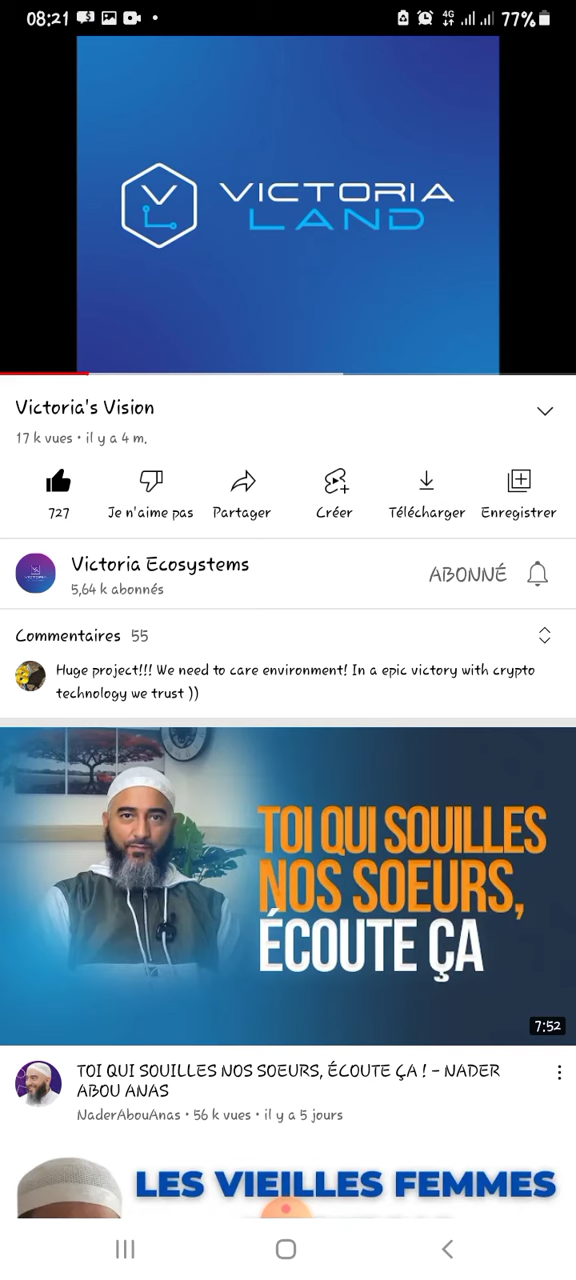 08:21
4G
77%
VICTORIA
LAND
Victoria's Vision
17 k vues • il y a 4 m.
727
Je n'aime pas
Partager
Créer
Télécharger
Enregistrer
Victoria Ecosystems
5,64 k abonnés
ABONNÉ
Commentaires 55
Huge project!!! We need to care environment! In a epic victory with crypto
technology we trust ))
TOI QUI SOUILLES
NOS SOEURS,
ÉCOUTE ÇA
7:52
TOI QUI SOUILLES NOS SOEURS, ÉCOUTE ÇA ! – NADER
ABOU ANAS
NaderAbouAnas • 56 k vues • il y a 5 jours
LES VIEILLES FEMMES